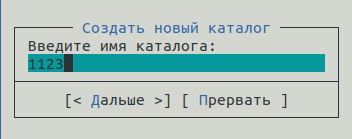 Создать новый каталог
Введите имя каталога:
1123
[< Дальше >] [ Прервать ]